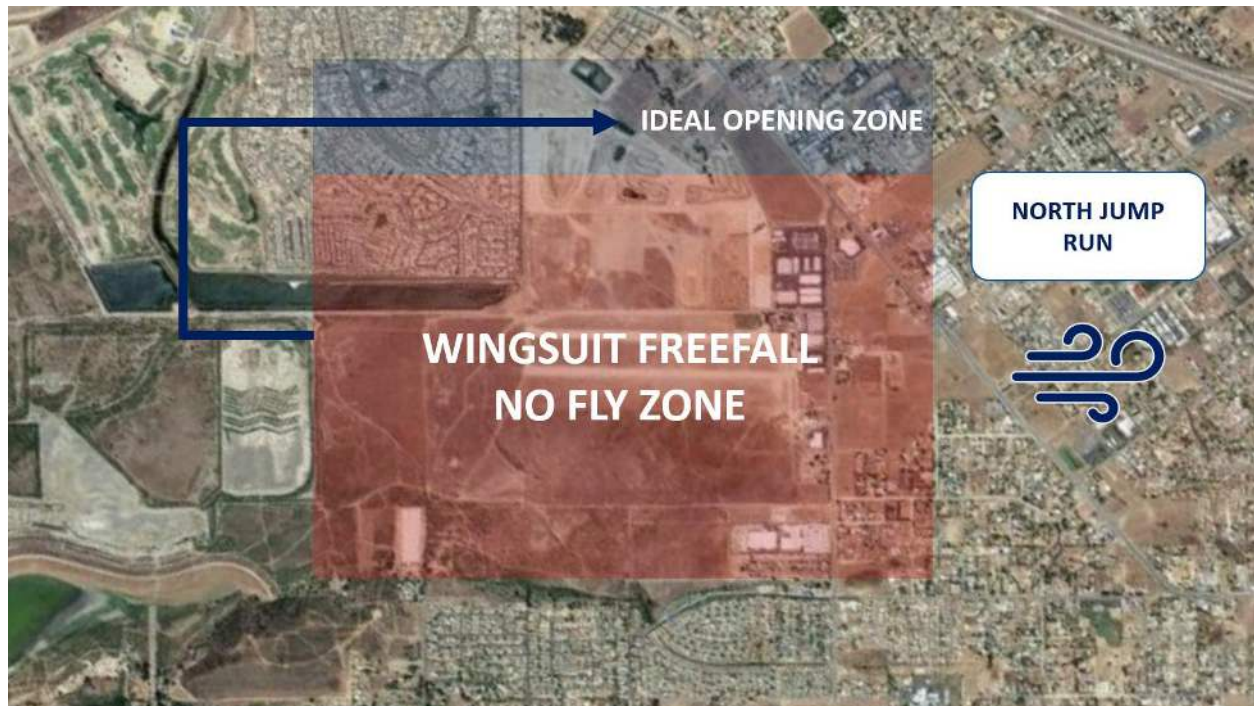 IDEAL OPENING ZONE
NORTH JUMP
RUN
WINGSUIT FREEFALL
NO FLY ZONE